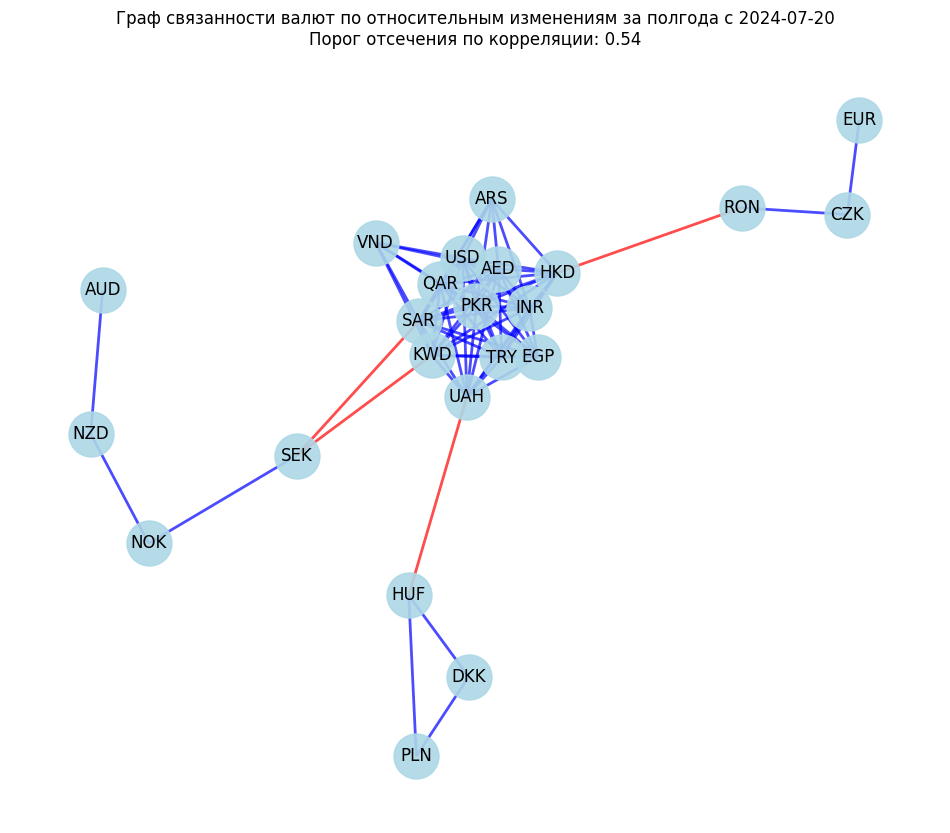 Граф связанности валют по относительным изменениям за полгода с 2024-07-20
Порог отсечения по корреляции: 0.54
EUR
ARS
RON
CZK
VND
USD
AED
HKD
QAR
AUD
PKR
INR
SAR
KWD
TRY
EGP
UAH
NZD
SEK
NOK
HUF
DKK
PLN